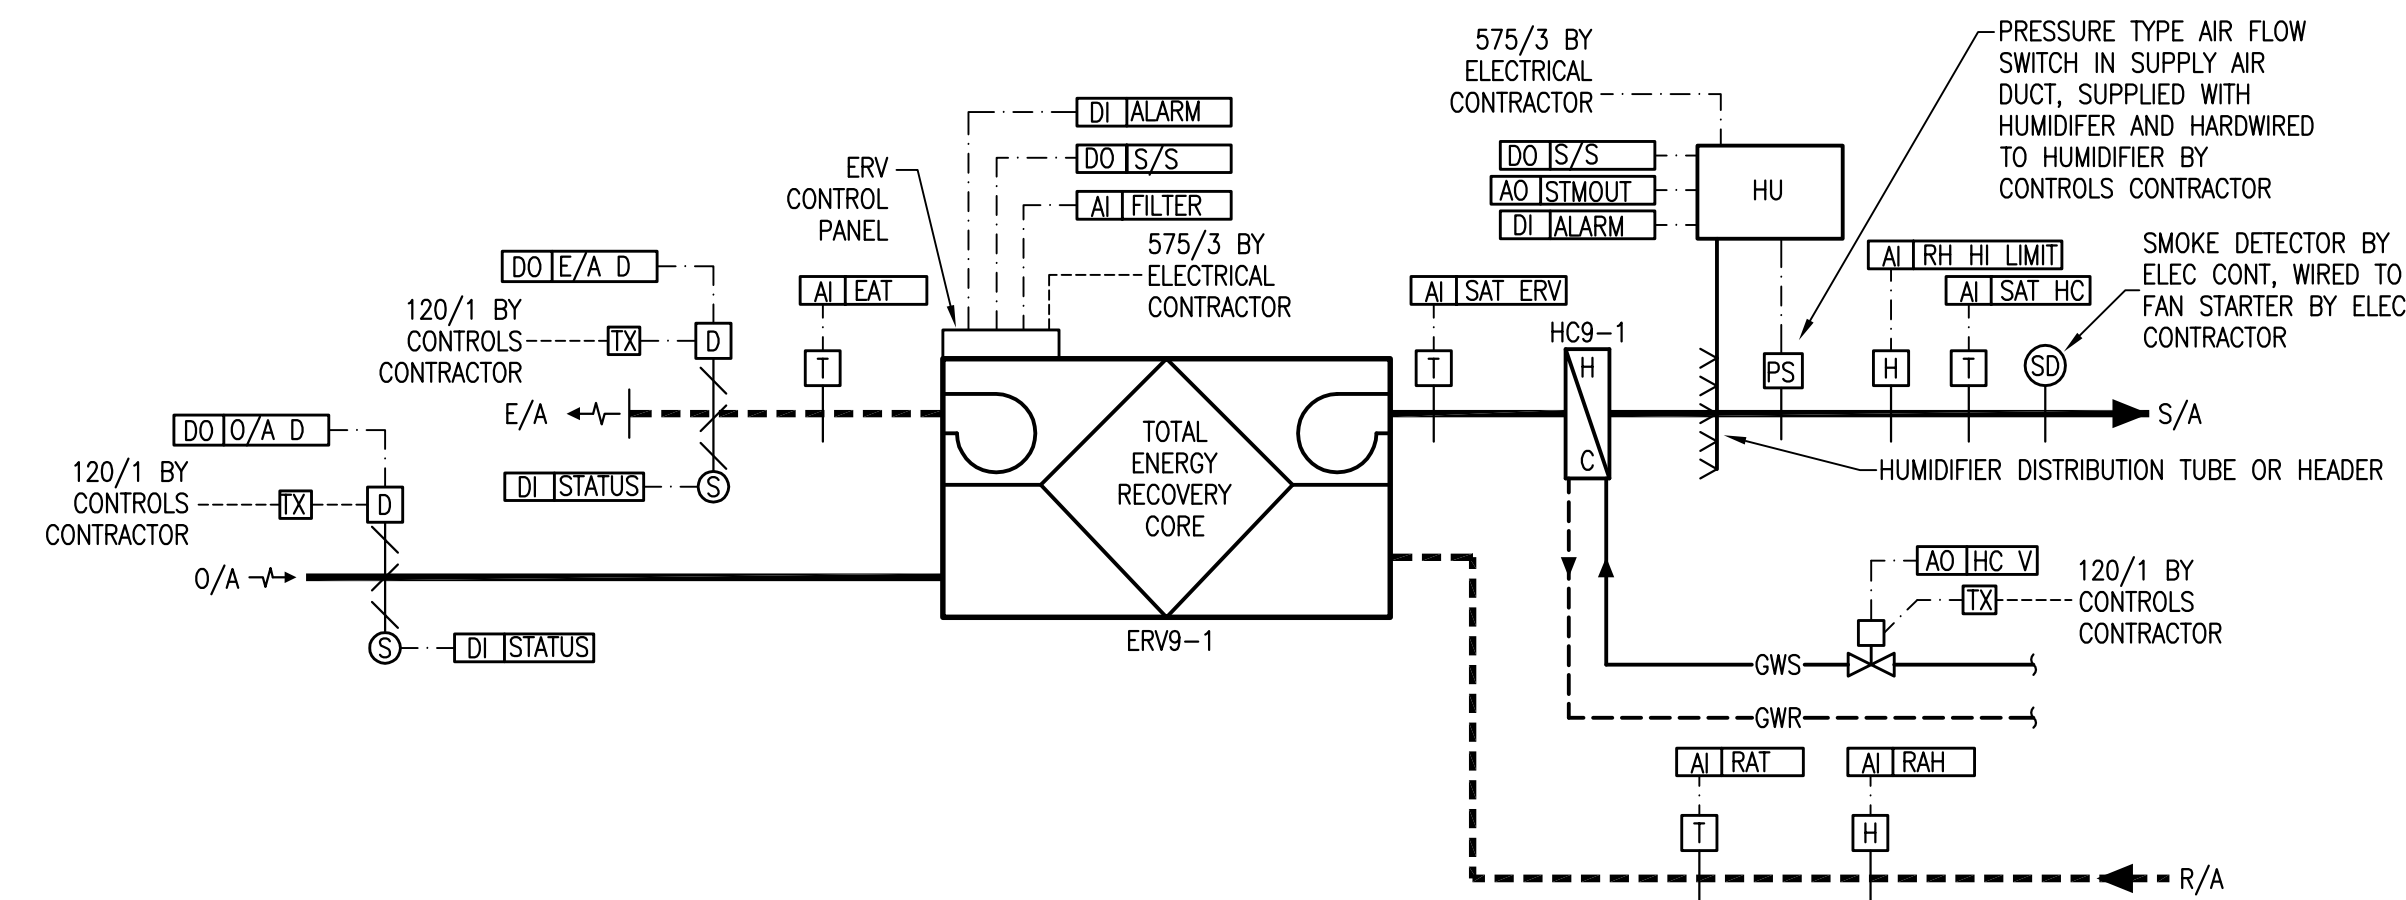 575/3 BY
ELECTRICAL
CONTRACTOR
PRESSURE TYPE AIR FLOW
SWITCH IN SUPPLY AIR
DUCT, SUPPLIED WITH
HUMIDIFER AND HARDWIRED
TO HUMIDIFIER BY
CONTROLS CONTRACTOR
DI ALARM
DO S/S
AI FILTER
ERV
CONTROL
PANEL
575/3 BY
ELECTRICAL
CONTRACTOR
DO S/S
AO STMOUT
DI ALARM
HU
AI RH HI LIMIT
AI SAT HC
SMOKE DETECTOR BY
ELEC CONT, WIRED TO
FAN STARTER BY ELEC
CONTRACTOR
DO E/A D
120/1 BY
CONTROLS
CONTRACTOR
TX
D
AI EAT
T
AI SAT ERV
T
HC9-1
H
C
PS
H
T
SD
E/A
S/A
DO O/A D
120/1 BY
CONTROLS
CONTRACTOR
TX
D
DI STATUS
S
TOTAL
ENERGY
RECOVERY
CORE
HUMIDIFIER DISTRIBUTION TUBE OR HEADER
O/A
S
DI STATUS
ERV9-1
AO HC V
TX
120/1 BY
CONTROLS
CONTRACTOR
GWS
GWR
AI RAT
AI RAH
T
H
R/A